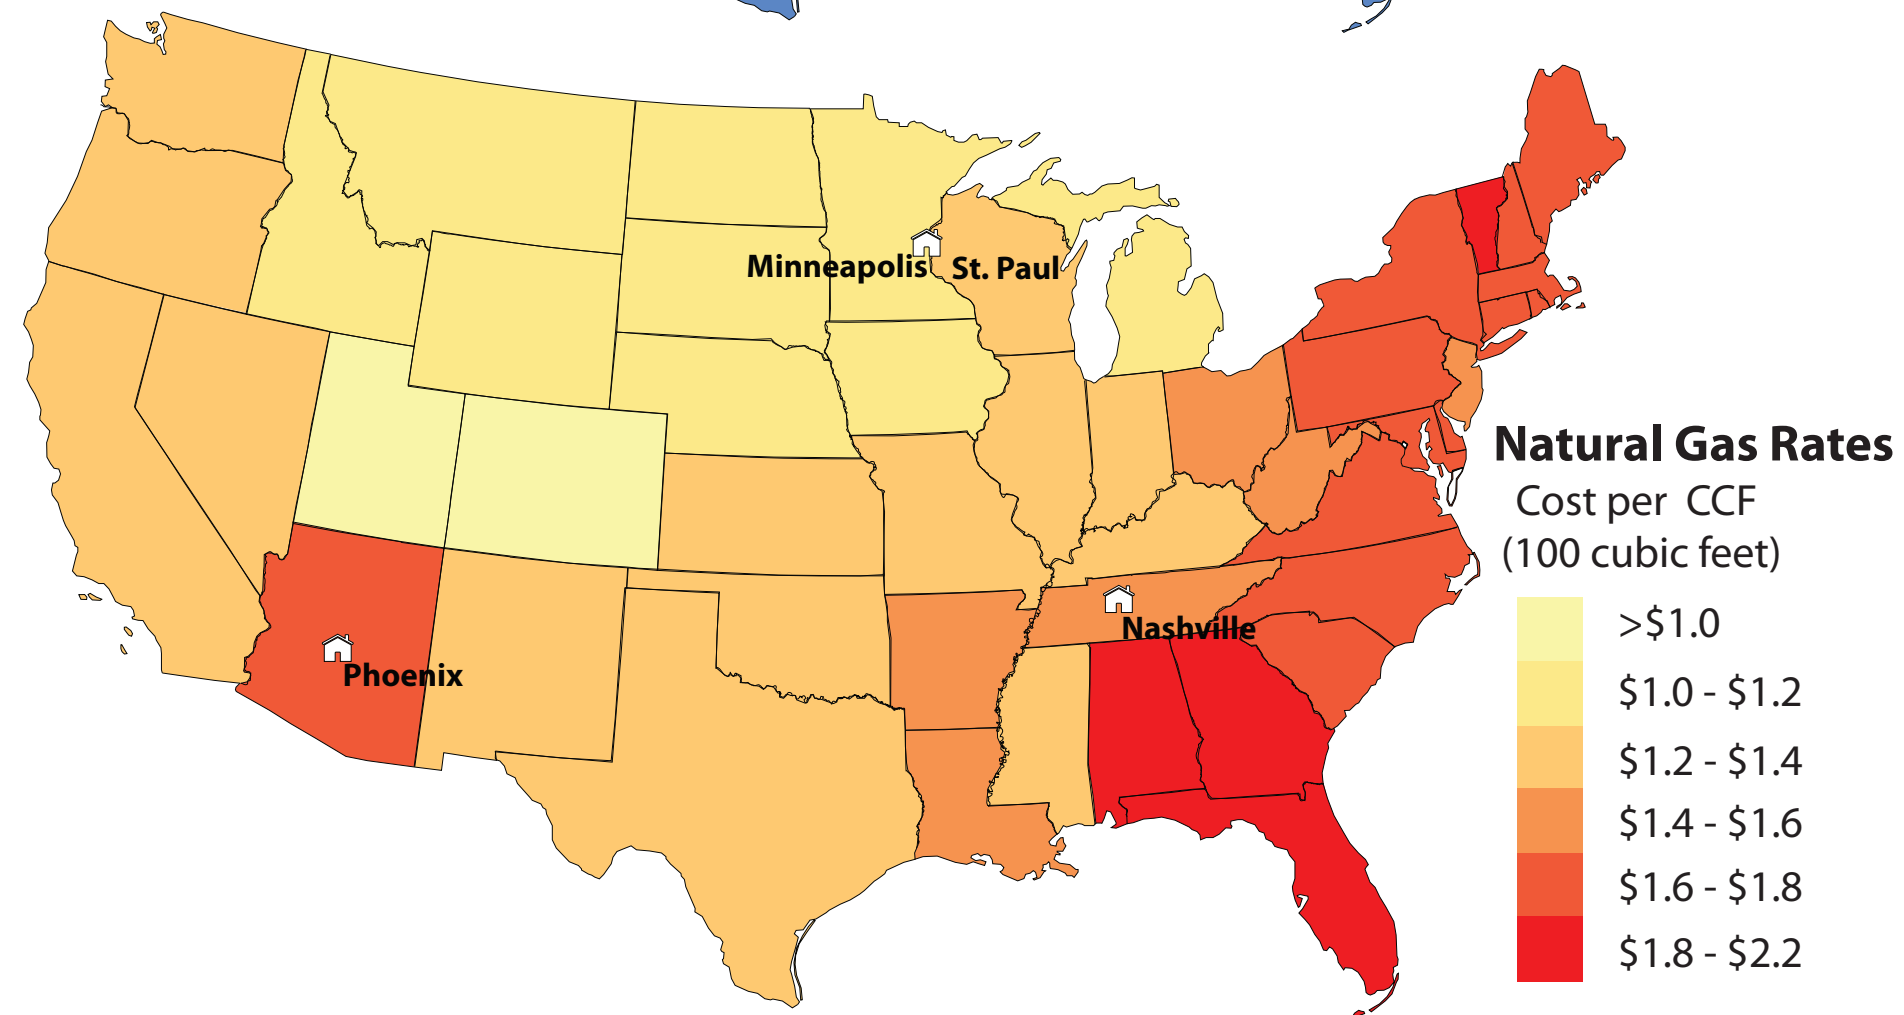 Minneapolis
St. Paul
Phoenix
Nashville
Natural Gas Rates
Cost per CCF
(100 cubic feet)
>$1.0
$1.0 - $1.2
$1.2 - $1.4
$1.4 - $1.6
$1.6 - $1.8
$1.8 - $2.2